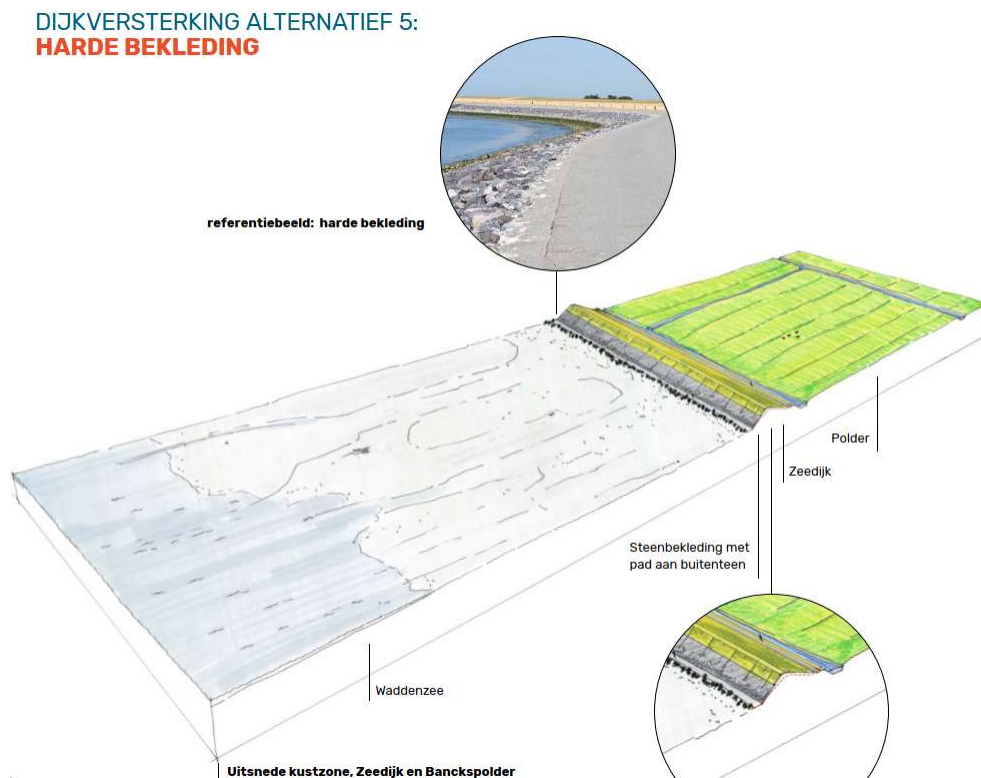 DIJKVERSTERKING ALTERNATIEF 5:
HARDE BEKLEDING
referentiebeeld: harde bekleding
Polder
Zeedijk
Steenbekleding met
pad aan buitenteen
Waddenzee
Uitsnede kustzone, Zeedijk en Banckspolder